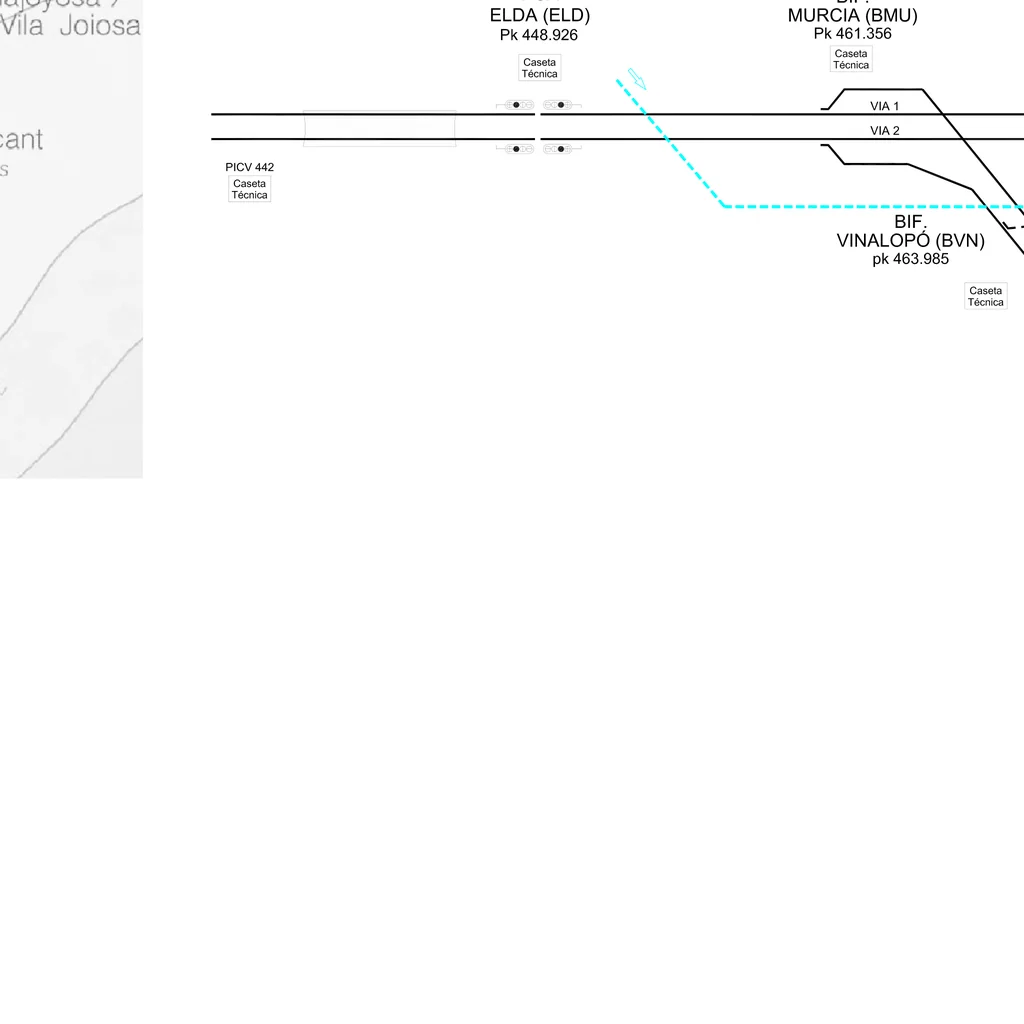 Vila Joiosa
cant
s
ELDA (ELD)
Pk 448.926
Caseta
Técnica
BIF.
MURCIA (BMU)
Pk 461.356
Caseta
Técnica
VIA 1
VIA 2
PICV 442
Caseta
Técnica
BIF.
VINALOPÓ (BVN)
pk 463.985
Caseta
Técnica